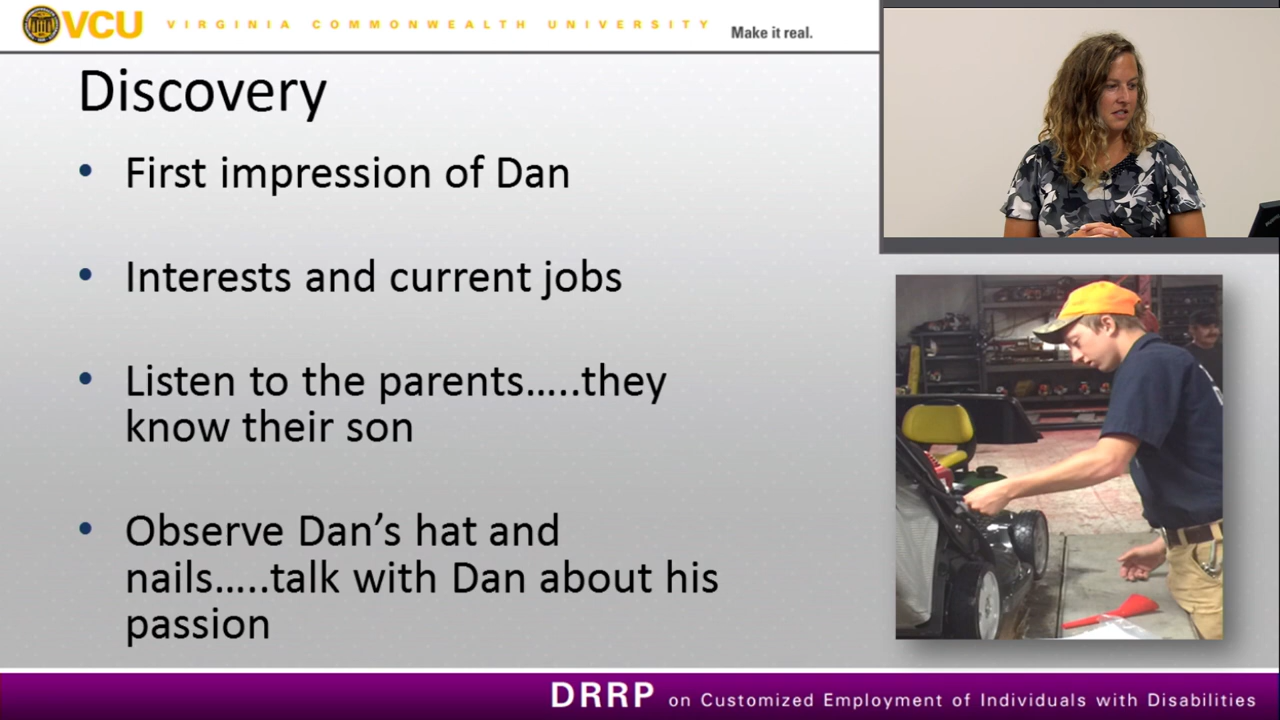 VCU VIRGINIA COMMONWEALTH UNIVERSITY
Make it real.
Discovery
• First impression of Dan
• Interests and current jobs
• Listen to the parents.....they
know their son
• Observe Dan's hat and
nails.....talk with Dan about his
passion
DRRP on Customized Employment of Individuals with Disabilities